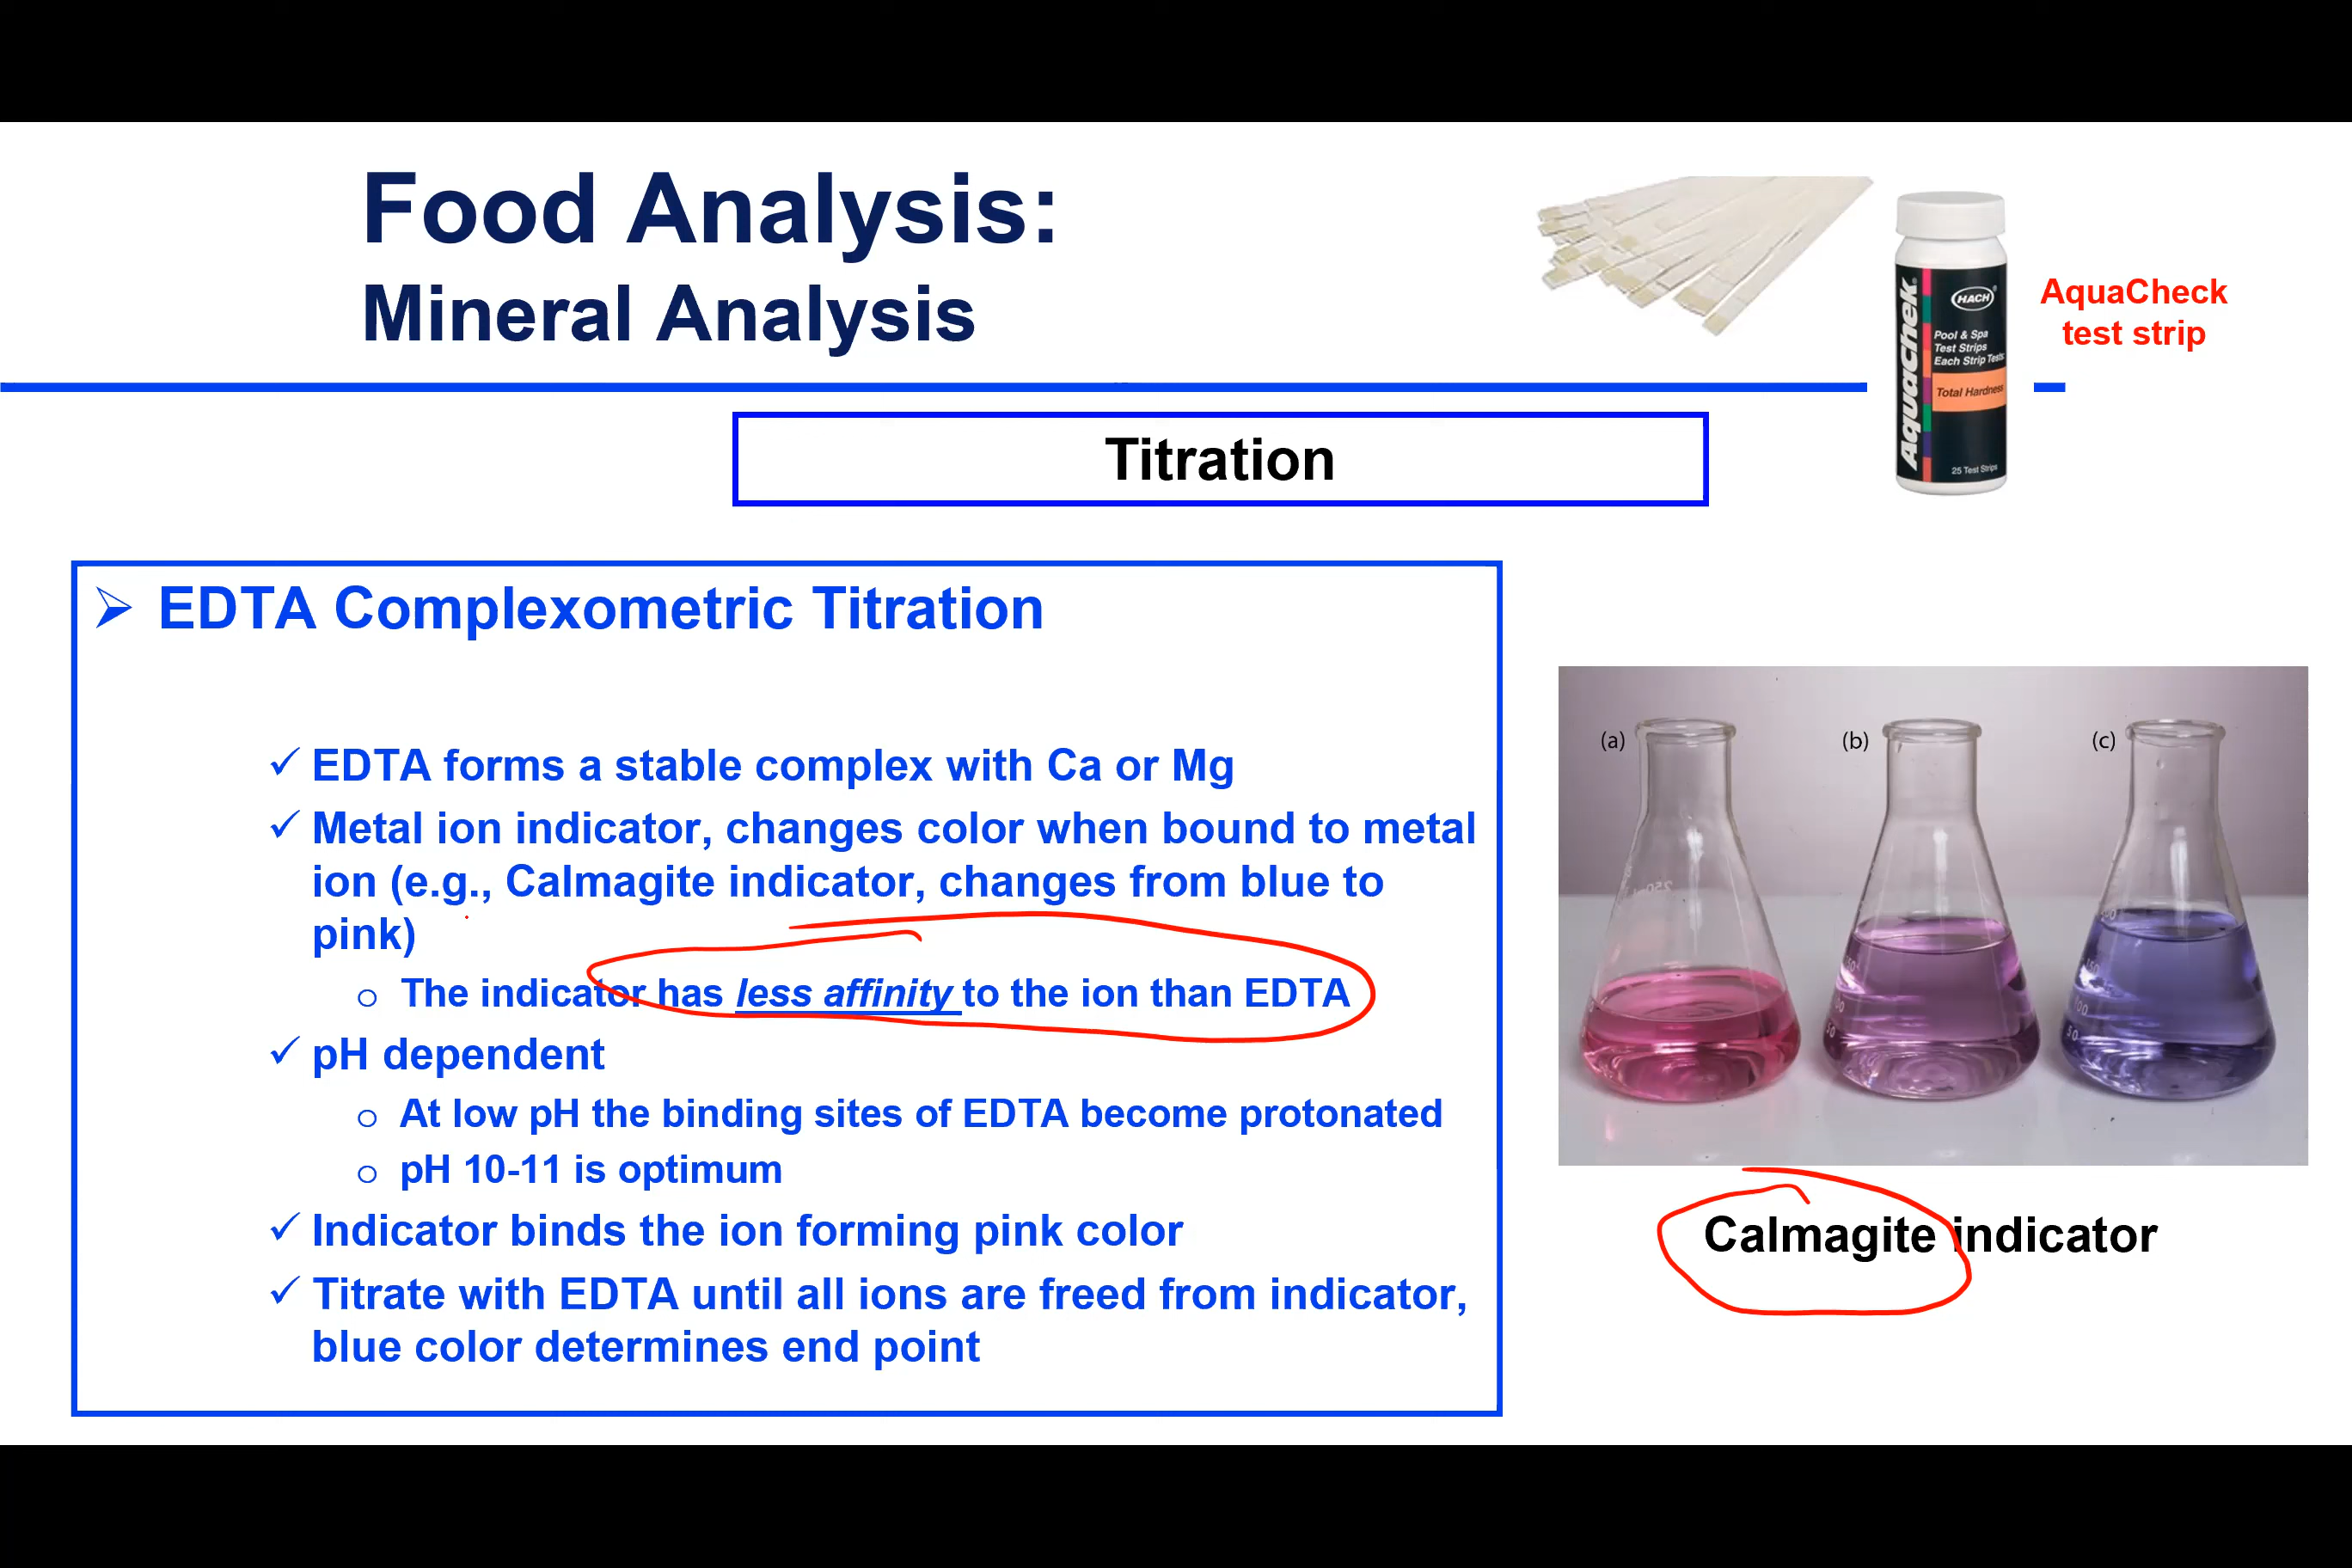 Food Analysis:
Mineral Analysis
AquaCheck
test strip
AquaChek
HACH®
Pool & Spa
Test Strips
Each Strip Tests:
Total Hardness
25 Test Strips
Titration
EDTA Complexometric Titration
EDTA forms a stable complex with Ca or Mg
Metal ion indicator, changes color when bound to metal
ion (e.g., Calmagite indicator, changes from blue to
pink)
The indicator has less affinity to the ion than EDTA
pH dependent
At low pH the binding sites of EDTA become protonated
pH 10-11 is optimum
Indicator binds the ion forming pink color
Titrate with EDTA until all ions are freed from indicator,
blue color determines end point
(a)
(b)
(c)
Calmagite indicator